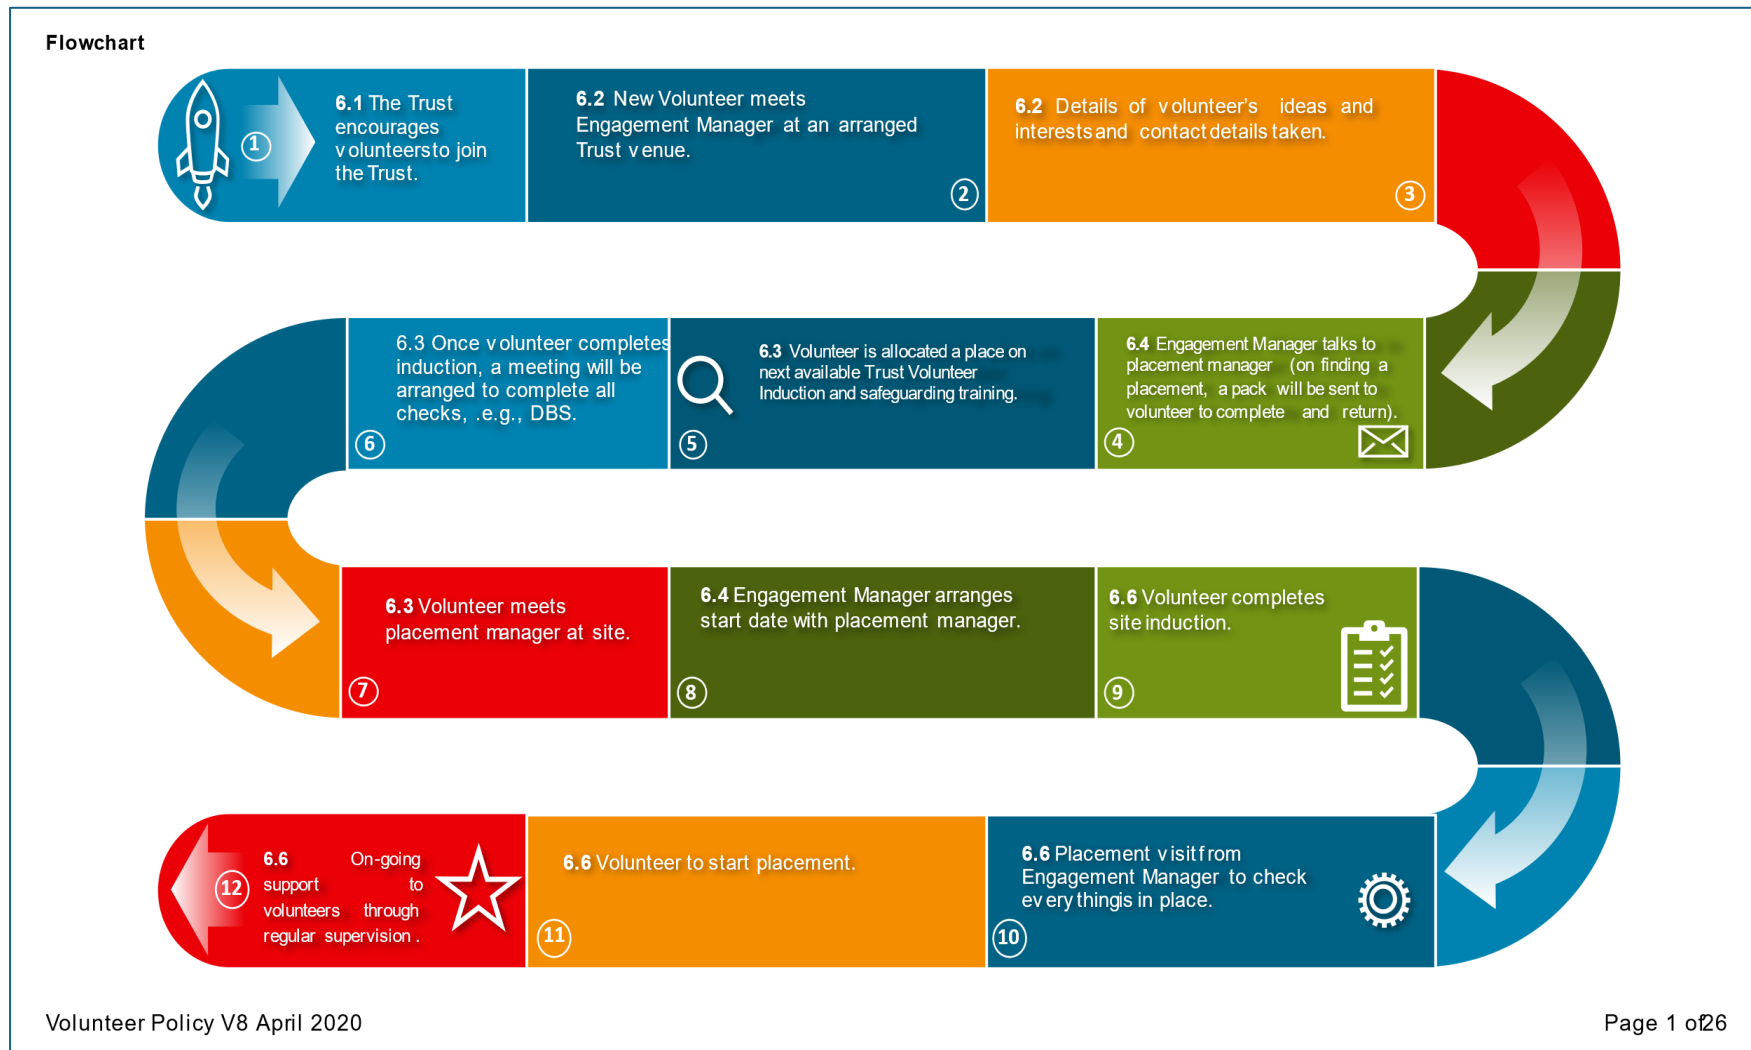 Flowchart
6.1 The Trust
encourages
volunteersto join
the Trust.
1
6.2 New Volunteer meets
Engagement Manager at an arranged
Trust venue.
2
6.2 Details of volunteer's ideas and
interestsand contact details taken.
3
6.4 Engagement Manager talks to
placement manager (on finding a
placement, a pack will be sent to
volunteer to complete and return).
4
6.3 Volunteer is allocated a place on
next available Trust Volunteer
Induction and safeguarding training.
5
6.3 Once volunteer completes
induction, a meeting will be
arranged to complete all
checks, .e.g., DBS.
6
6.3 Volunteer meets
placement manager at site.
7
6.4 Engagement Manager arranges
start date with placement manager.
8
6.6 Volunteer completes
site induction.
9
6.6 Placement visit from
Engagement Manager to check
everythingis in place.
10
6.6 Volunteer to start placement.
11
6.6 On-going
support to
volunteers through
regular supervision .
12
Volunteer Policy V8 April 2020
Page 1 of26